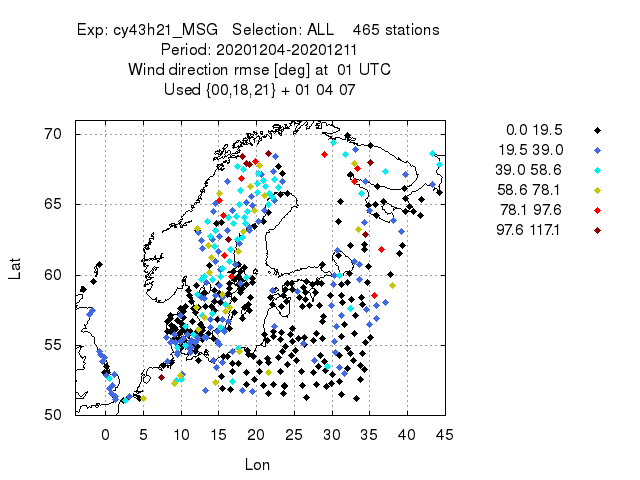 Exp: cy43h21_MSG Selection: ALL 465 stations
Period: 20201204-20201211
Wind direction rmse [deg] at 01 UTC
Used {00,18,21} + 01 04 07
70
65
60
55
50
Lat
0 5 10 15 20 25 30 35 40 45
Lon
0.0 19.5
19.5 39.0
39.0 58.6
58.6 78.1
78.1 97.6
97.6 117.1